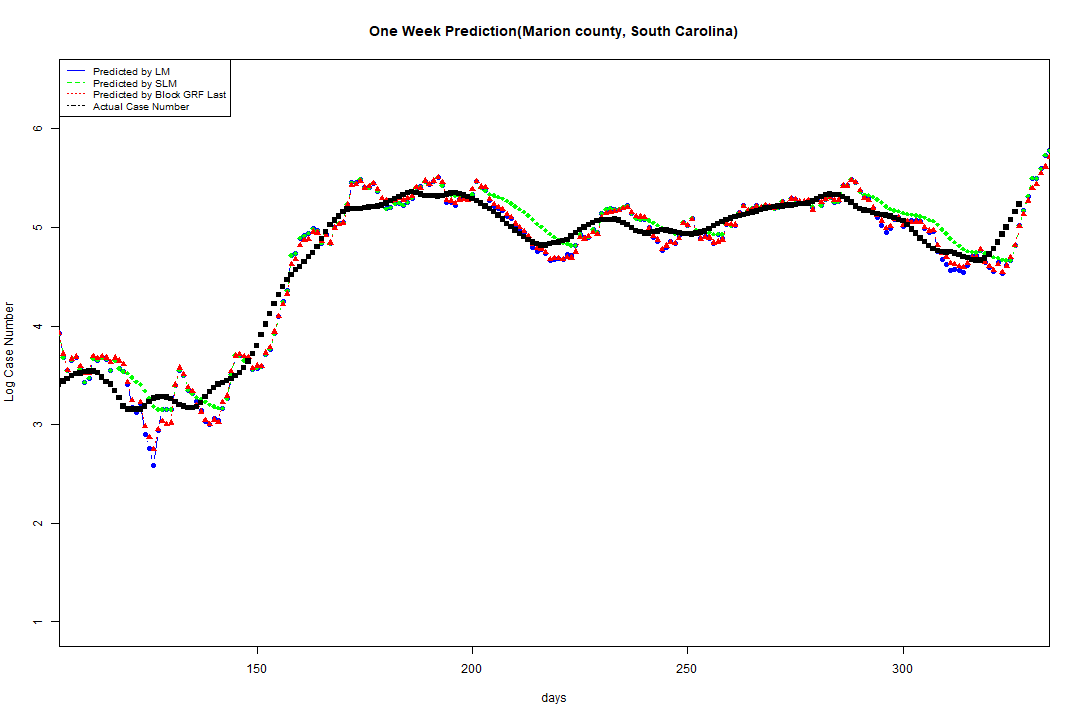 One Week Prediction(Marion county, South Carolina)
Predicted by LM
Predicted by SLM
Predicted by Block GRF Last
Actual Case Number
Log Case Number
6
5
4
3
2
1
150
200
250
300
days